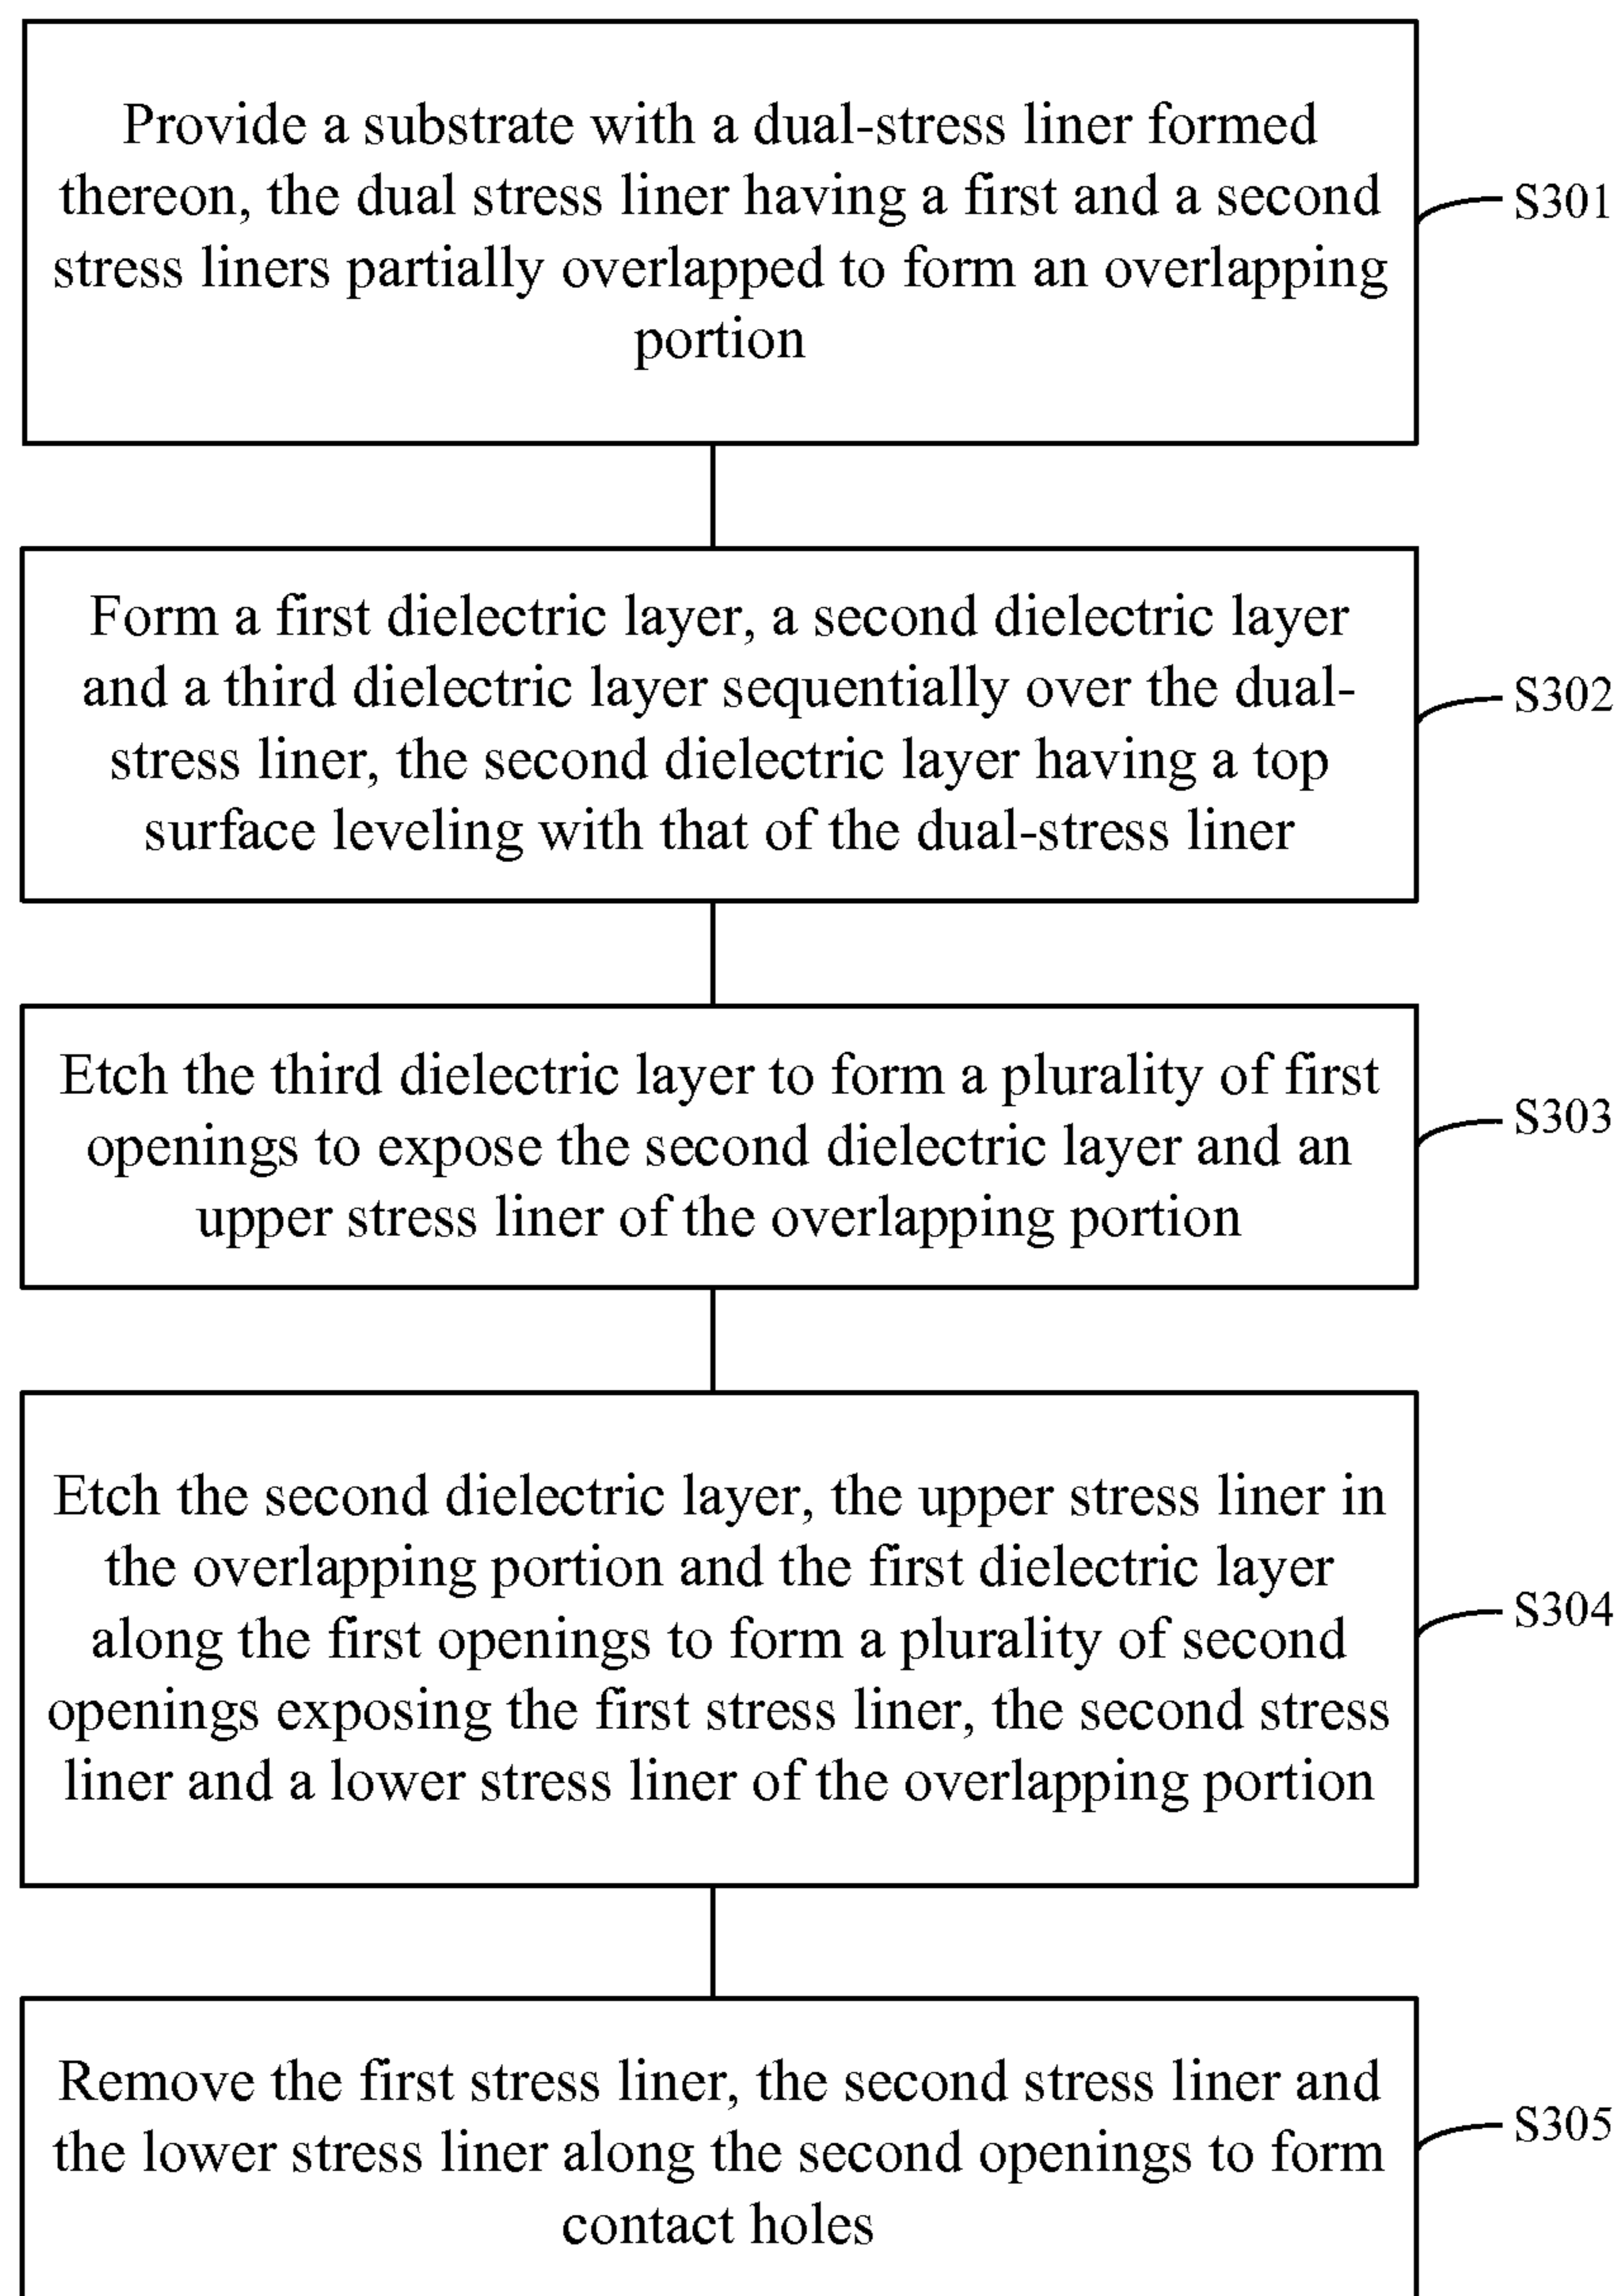 Provide a substrate with a dual-stress liner formed
thereon, the dual stress liner having a first and a second
stress liners partially overlapped to form an overlapping
portion
S301
Form a first dielectric layer, a second dielectric layer
and a third dielectric layer sequentially over the dual-
stress liner, the second dielectric layer having a top
surface leveling with that of the dual-stress liner
S302
Etch the third dielectric layer to form a plurality of first
openings to expose the second dielectric layer and an
upper stress liner of the overlapping portion
S303
Etch the second dielectric layer, the upper stress liner in
the overlapping portion and the first dielectric layer
along the first openings to form a plurality of second
openings exposing the first stress liner, the second stress
liner and a lower stress liner of the overlapping portion
S304
Remove the first stress liner, the second stress liner and
the lower stress liner along the second openings to form
contact holes
S305